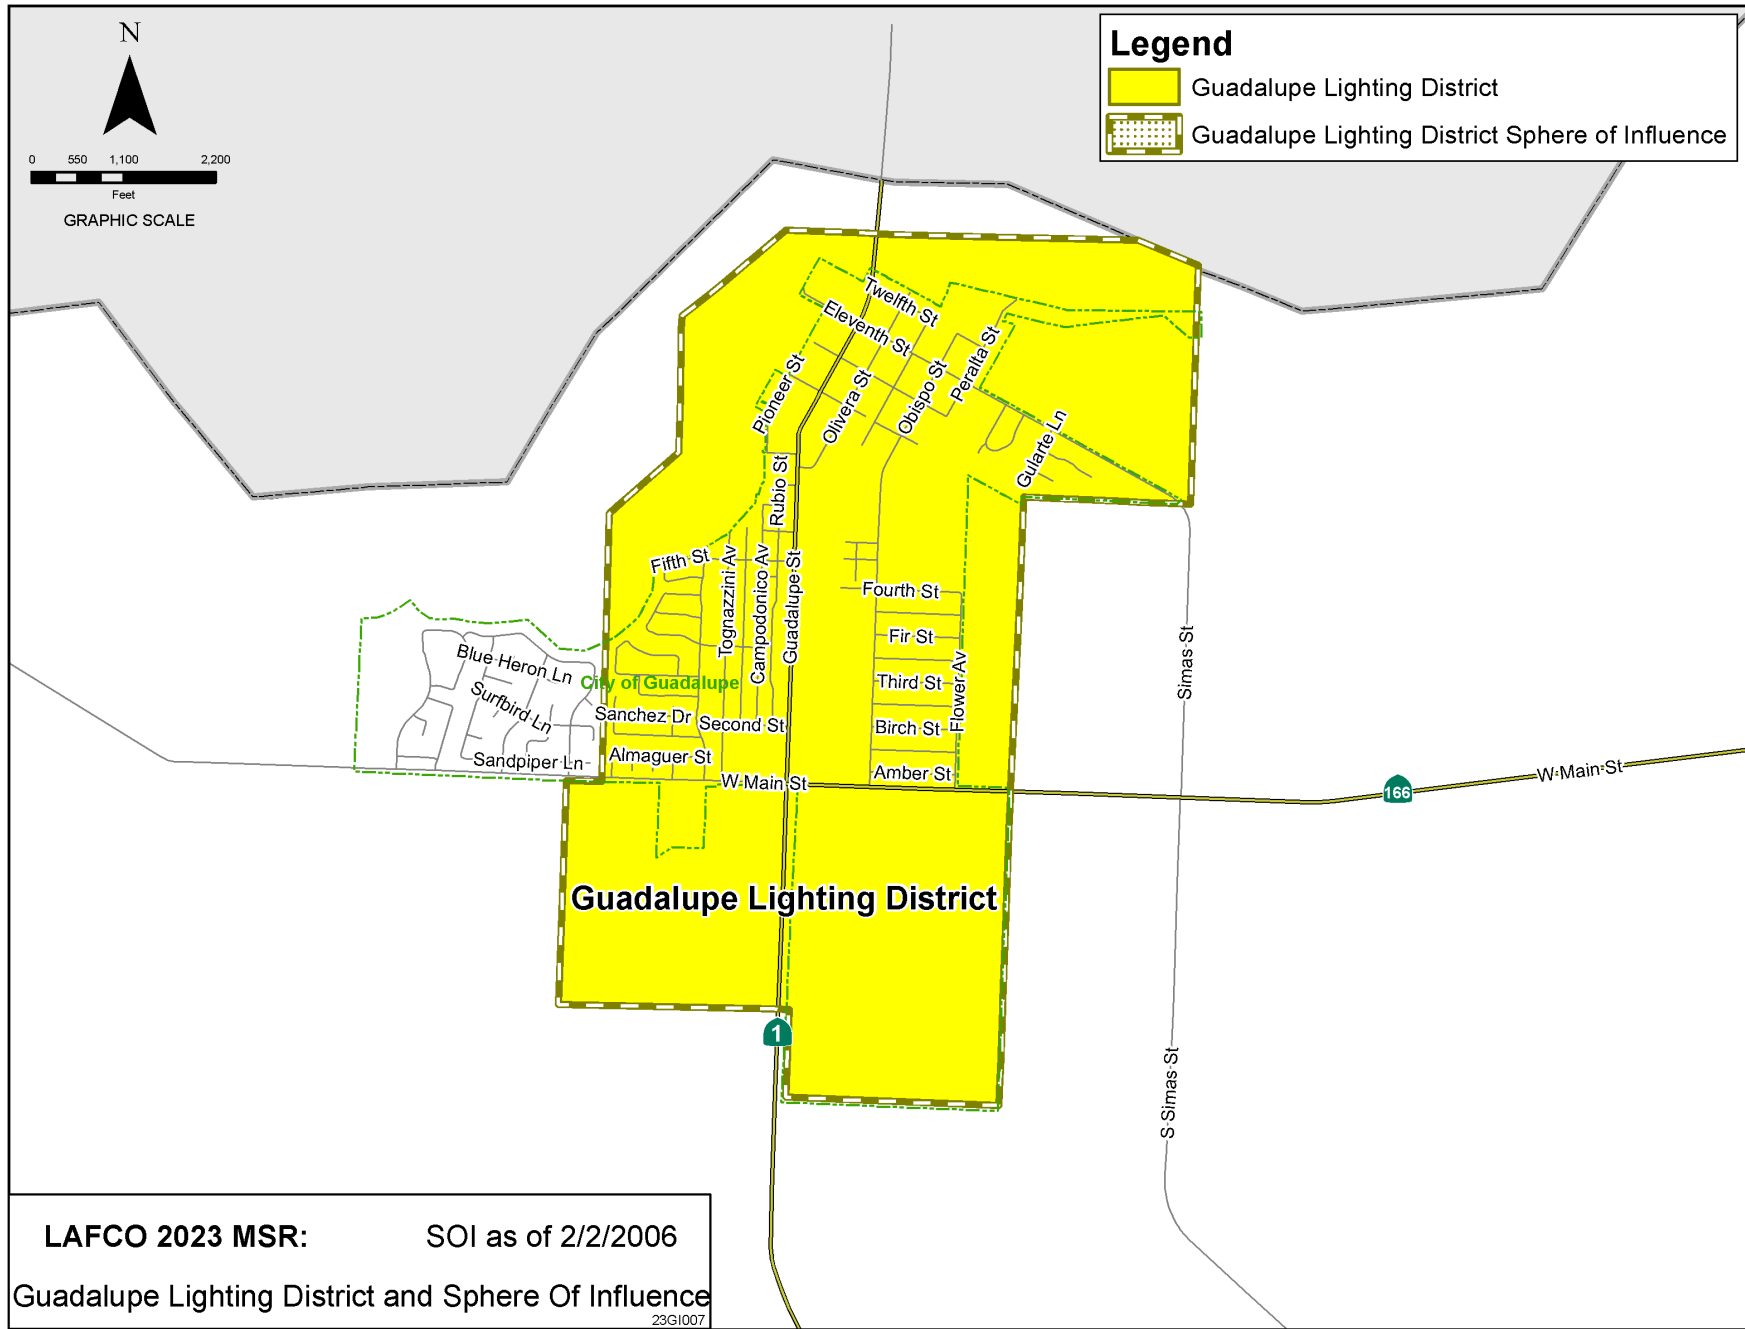 N
0 550 1,100 2,200
Feet
GRAPHIC SCALE
Legend
Guadalupe Lighting District
Guadalupe Lighting District Sphere of Influence
Twelfth St
Eleventh St
Peralta St
Pioneer St
Olivera St
Obispo St
Gularte Ln
Rubio St
Fifth St
Tognazzini Av
Campodonico Av
Guadalupe St
Fourth St
Fir St
Third St
Flower Av
Birch St
Amber St
Simas St
Blue Heron Ln
City of Guadalupe
Surfbird Ln
Sanchez Dr
Second St
Sandpiper Ln
Almaguer St
W Main St
W Main St
166
Guadalupe Lighting District
1
S Simas St
LAFCO 2023 MSR: SOI as of 2/2/2006
Guadalupe Lighting District and Sphere Of Influence
23GI007